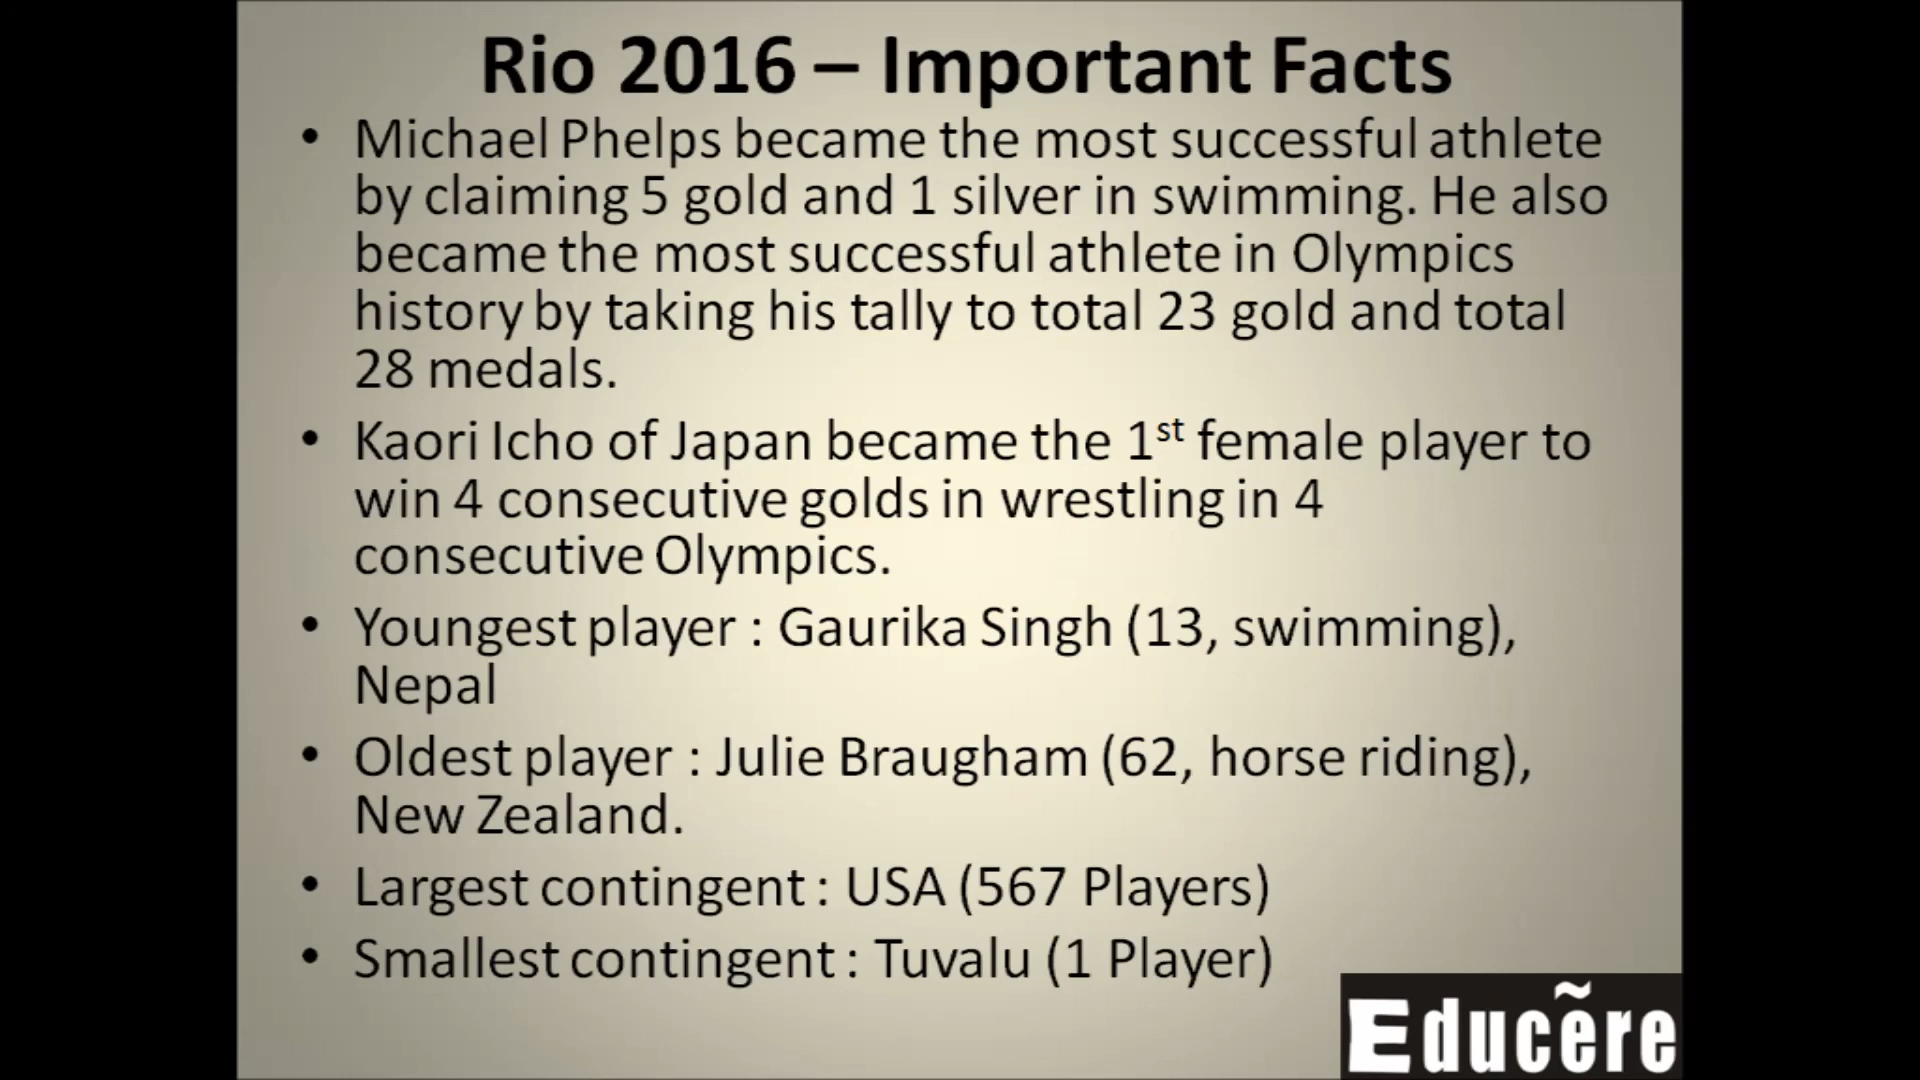 Rio 2016 – Important Facts
• Michael Phelps became the most successful athlete
by claiming 5 gold and 1 silver in swimming. He also
became the most successful athlete in Olympics
history by taking his tally to total 23 gold and total
28 medals.
• Kaori Icho of Japan became the 1st female player to
win 4 consecutive golds in wrestling in 4
consecutive Olympics.
• Youngest player : Gaurika Singh (13, swimming),
Nepal
• Oldest player : Julie Braugham (62, horse riding),
New Zealand.
• Largest contingent : USA (567 Players)
• Smallest contingent : Tuvalu (1 Player)
Educẽre